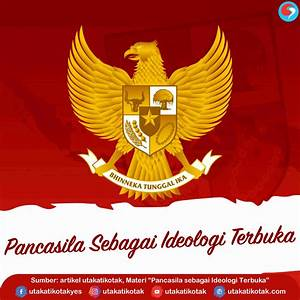 BHINNEKA TUNGGAL IKA
Pancasila Sebagai Ideologi Terbuka
Sumber: artikel utakatikotak, Materi "Pancasila sebagai Ideologi Terbuka"
utakatikotakyes utakatikotak utakatikotak utakatikotak.com